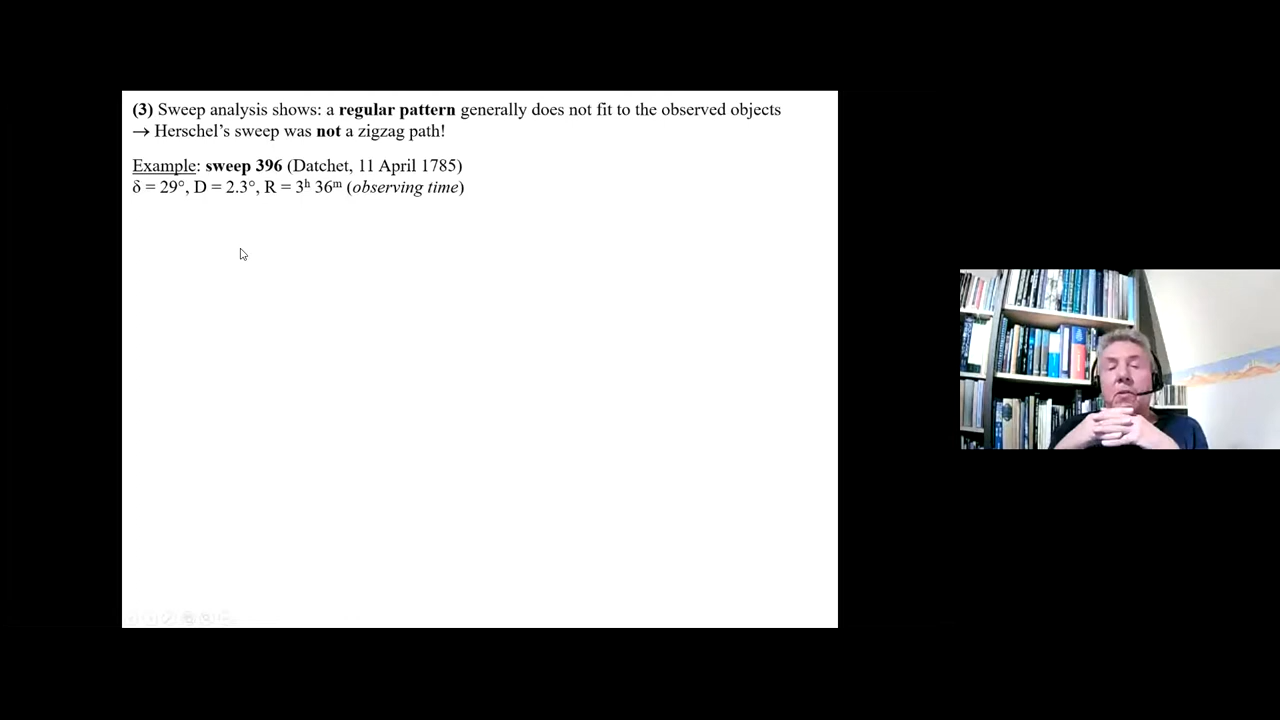 (3) Sweep analysis shows: a regular pattern generally does not fit to the observed objects
→ Herschel's sweep was not a zigzag path!
Example: sweep 396 (Datchet, 11 April 1785)
δ = 29°, D = 2.3°, R = 3ʰ 36ᵐ (observing time)